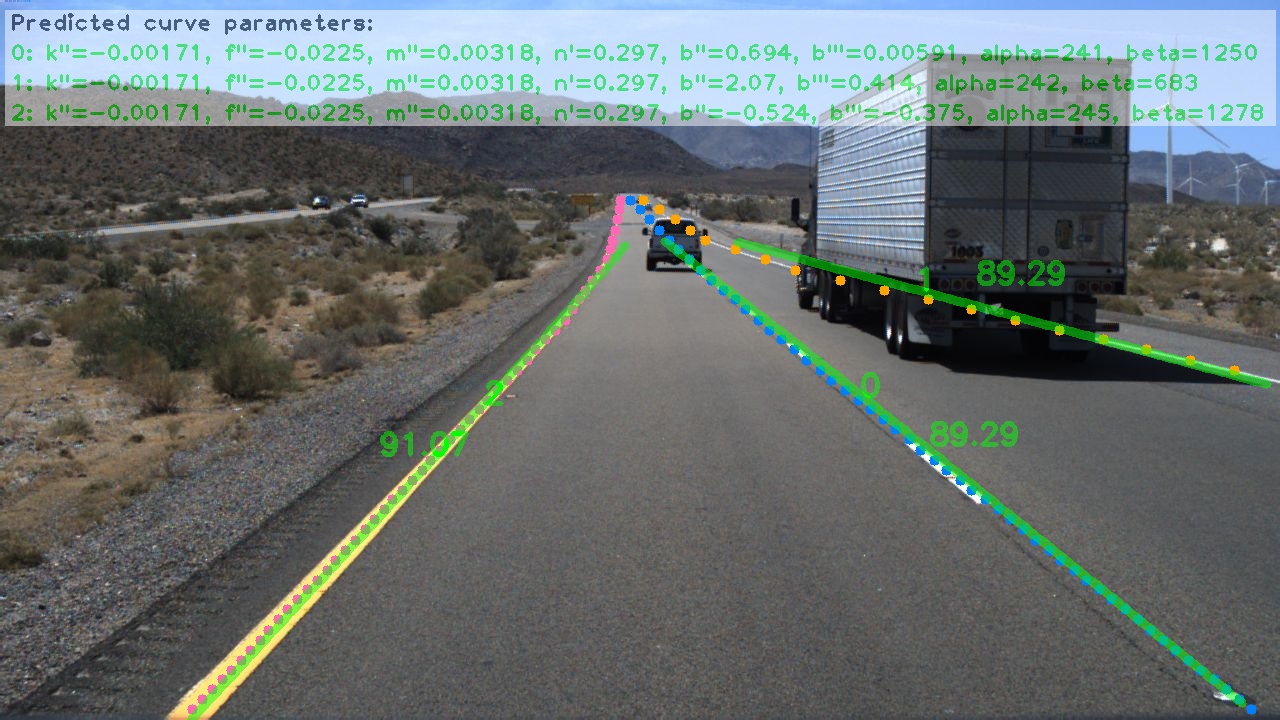 Predicted curve parameters:
0: k''=-0.00171, f''=-0.0225, m''=0.00318, n'=0.297, b''=0.694, b'''=0.00591, alpha=241, beta=1250
1: k''=-0.00171, f''=-0.0225, m''=0.00318, n'=0.297, b''=2.07, b'''=0.414, alpha=242, beta=683
2: k''=-0.00171, f''=-0.0225, m''=0.00318, n'=0.297, b''=-0.524, b'''=-0.375, alpha=245, beta=1278
1003
1 89.29
0
2
89.29
91.07